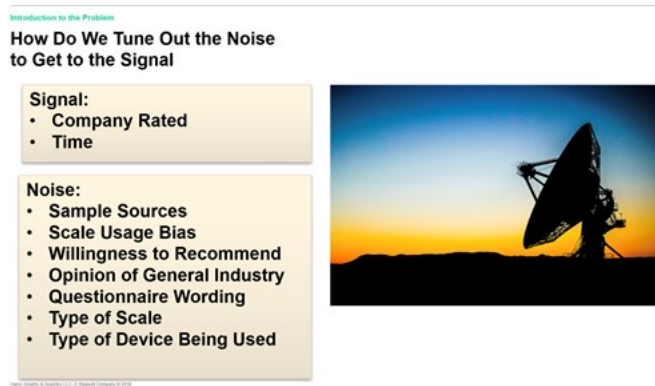 Introduction to the Problem
How Do We Tune Out the Noise
to Get to the Signal
Signal:
• Company Rated
• Time
Noise:
• Sample Sources
• Scale Usage Bias
• Willingness to Recommend
• Opinion of General Industry
• Questionnaire Wording
• Type of Scale
• Type of Device Being Used